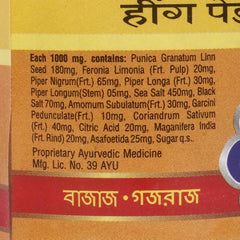 हींग पेड़
Each 1000 mg. contains: Punica Granatum Linn
Seed 180mg, Feronia Limonia (Frt. Pulp) 20mg,
Piper Nigrum(Frt.) 65mg, Piper Longa (Frt.) 30mg,
Piper Longum(Stem) 05mg, Sea Salt 450mg, Black
Salt 70mg, Amomum Subulatum(Frt.) 30mg, Garcini
Pedunculate(Frt.) 10mg, Coriandum Sativum
(Frt.) 40mg, Citric Acid 20mg, Maganifera India
(Frt. Rind) 20mg, Asafoetida 25mg, Sugar q.s..
Proprietary Ayurvedic Medicine
Mfg. Lic. No. 39 AYU
বাজাজ • গজরাজ